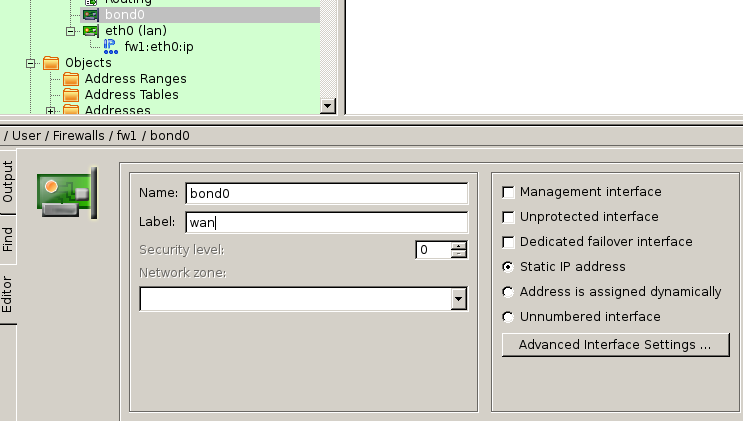 Routing
bond0
eth0 (lan)
fw1:eth0:ip
Objects
Address Ranges
Address Tables
Addresses
/ User / Firewalls / fw1 / bond0
Output
Find
Editor
Name: bond0
Label: wan
Security level: 0
Network zone:
Management interface
Unprotected interface
Dedicated failover interface
Static IP address
Address is assigned dynamically
Unnumbered interface
Advanced Interface Settings ...